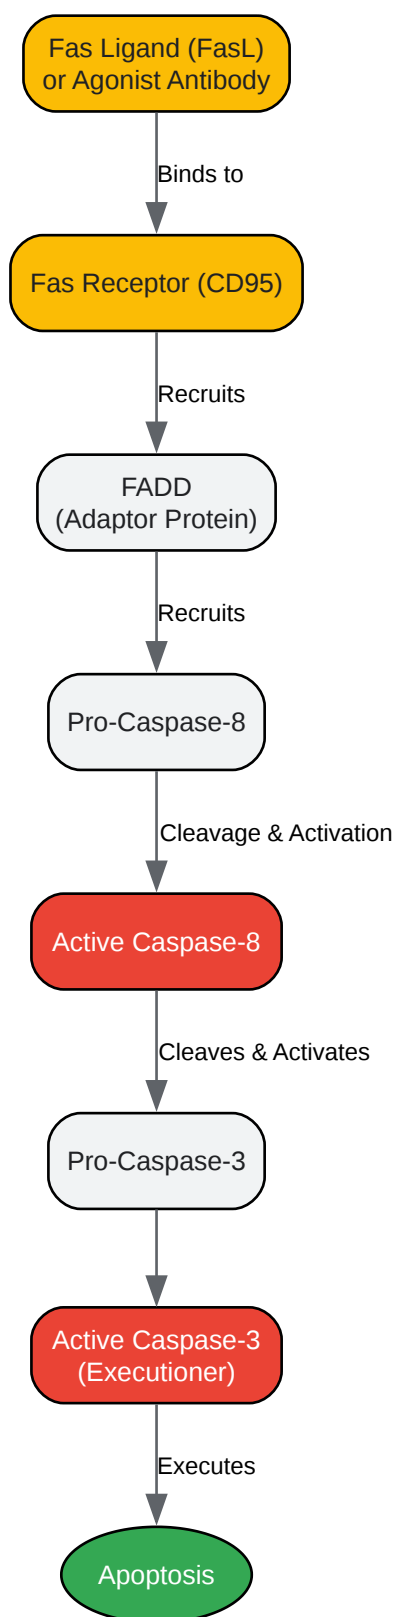 Fas Ligand (FasL)
or Agonist Antibody
Binds to
Fas Receptor (CD95)
Recruits
FADD
(Adaptor Protein)
Recruits
Pro-Caspase-8
Cleavage & Activation
Active Caspase-8
Cleaves & Activates
Pro-Caspase-3
Active Caspase-3
(Executioner)
Executes
Apoptosis